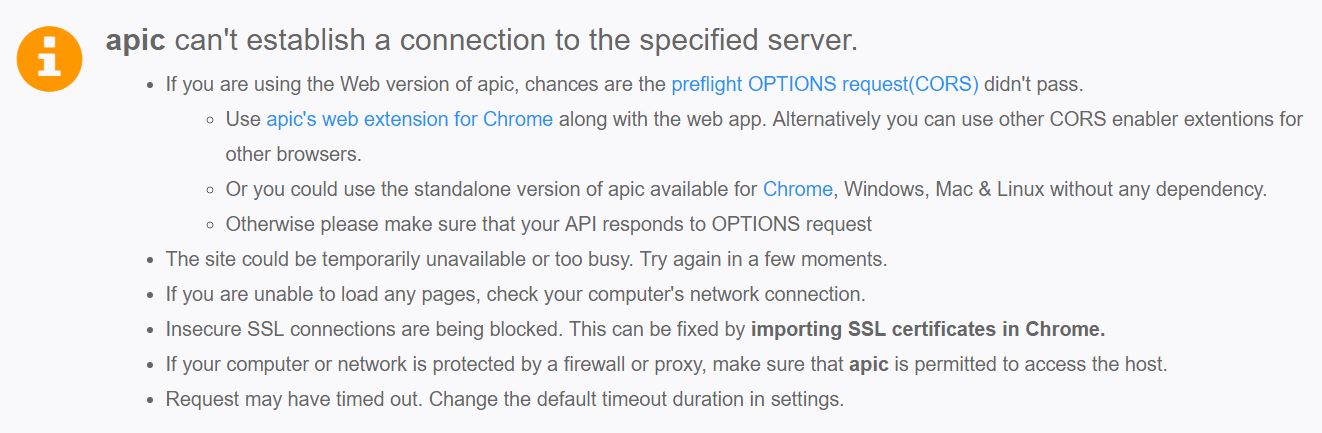 apic can't establish a connection to the specified server.
If you are using the Web version of apic, chances are the preflight OPTIONS request(CORS) didn't pass.
Use apic's web extension for Chrome along with the web app. Alternatively you can use other CORS enabler extentions for
other browsers.
Or you could use the standalone version of apic available for Chrome, Windows, Mac & Linux without any dependency.
Otherwise please make sure that your API responds to OPTIONS request
The site could be temporarily unavailable or too busy. Try again in a few moments.
If you are unable to load any pages, check your computer's network connection.
Insecure SSL connections are being blocked. This can be fixed by importing SSL certificates in Chrome.
If your computer or network is protected by a firewall or proxy, make sure that apic is permitted to access the host.
Request may have timed out. Change the default timeout duration in settings.